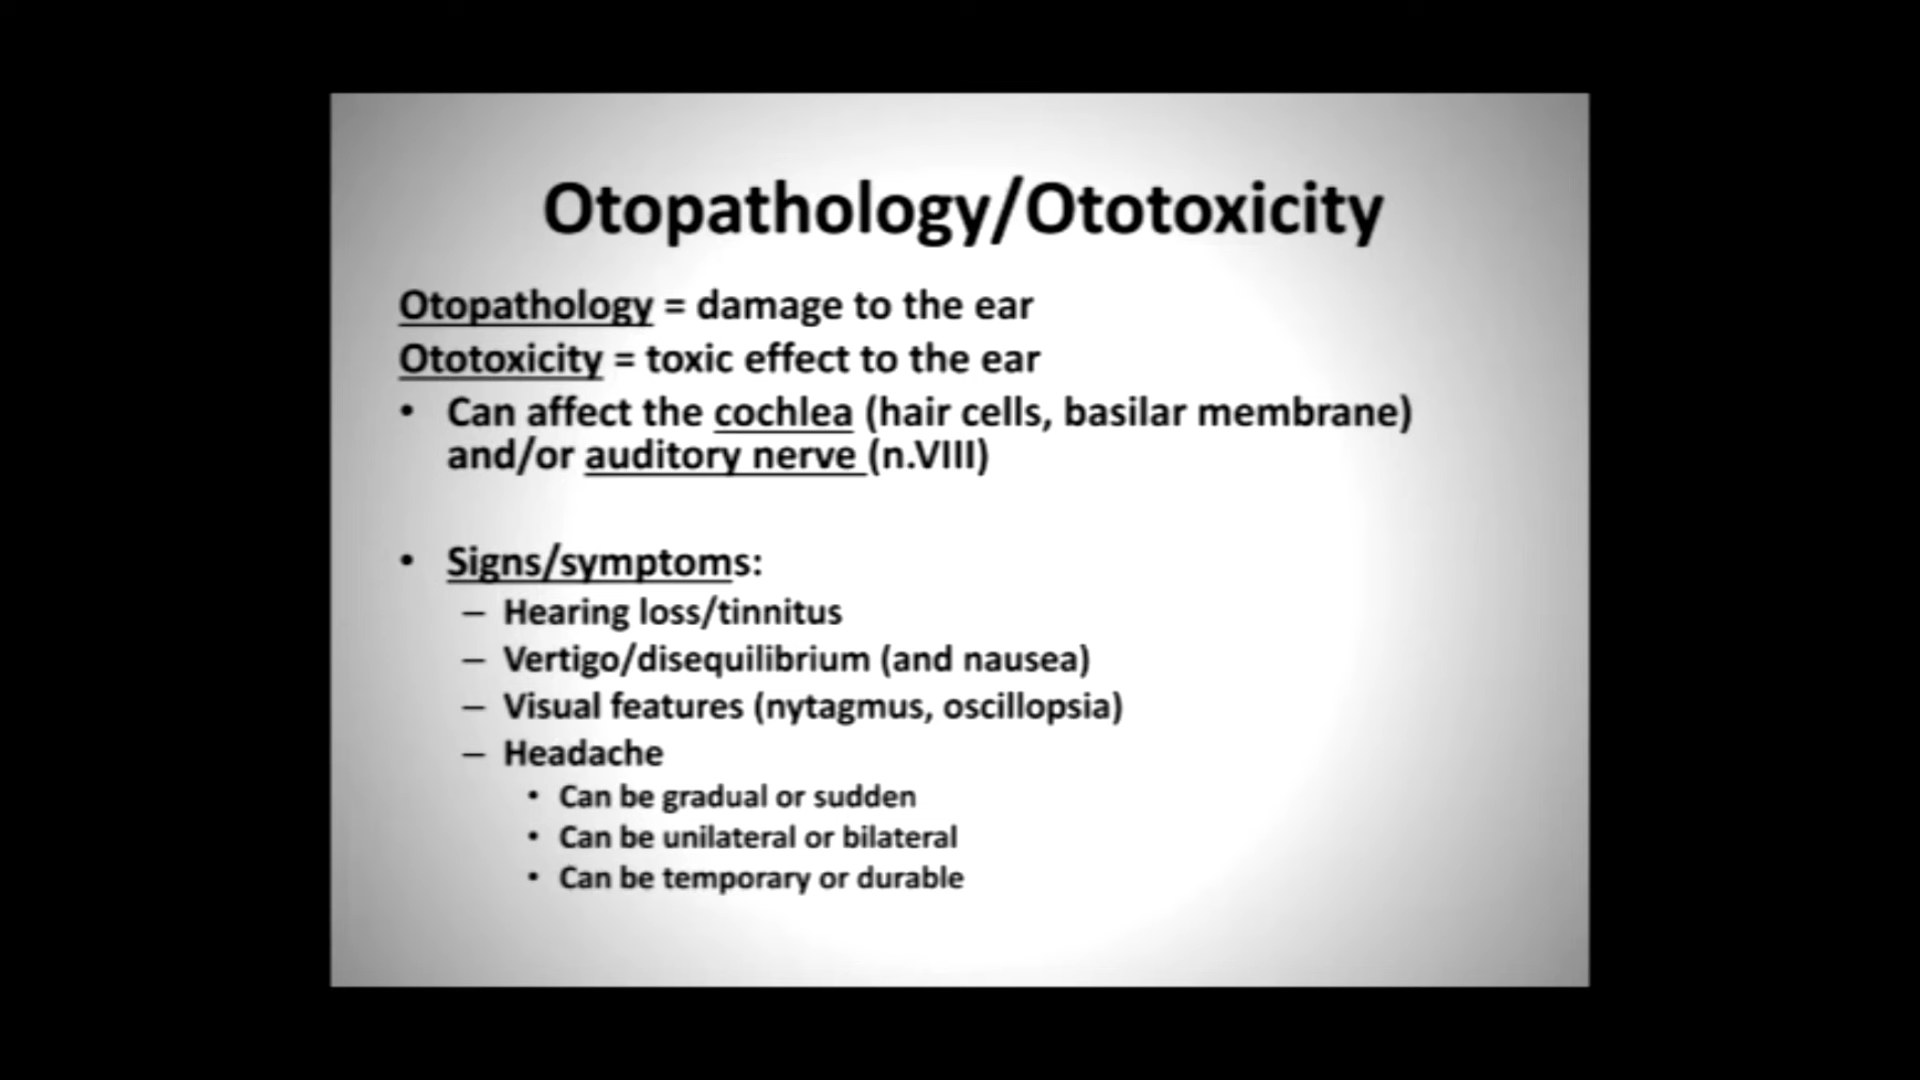 Otopathology/Ototoxicity
Otopathology = damage to the ear
Ototoxicity = toxic effect to the ear
• Can affect the cochlea (hair cells, basilar membrane)
and/or auditory nerve (n.VIII)
• Signs/symptoms:
– Hearing loss/tinnitus
– Vertigo/disequilibrium (and nausea)
– Visual features (nytagmus, oscillopsia)
– Headache
• Can be gradual or sudden
• Can be unilateral or bilateral
• Can be temporary or durable